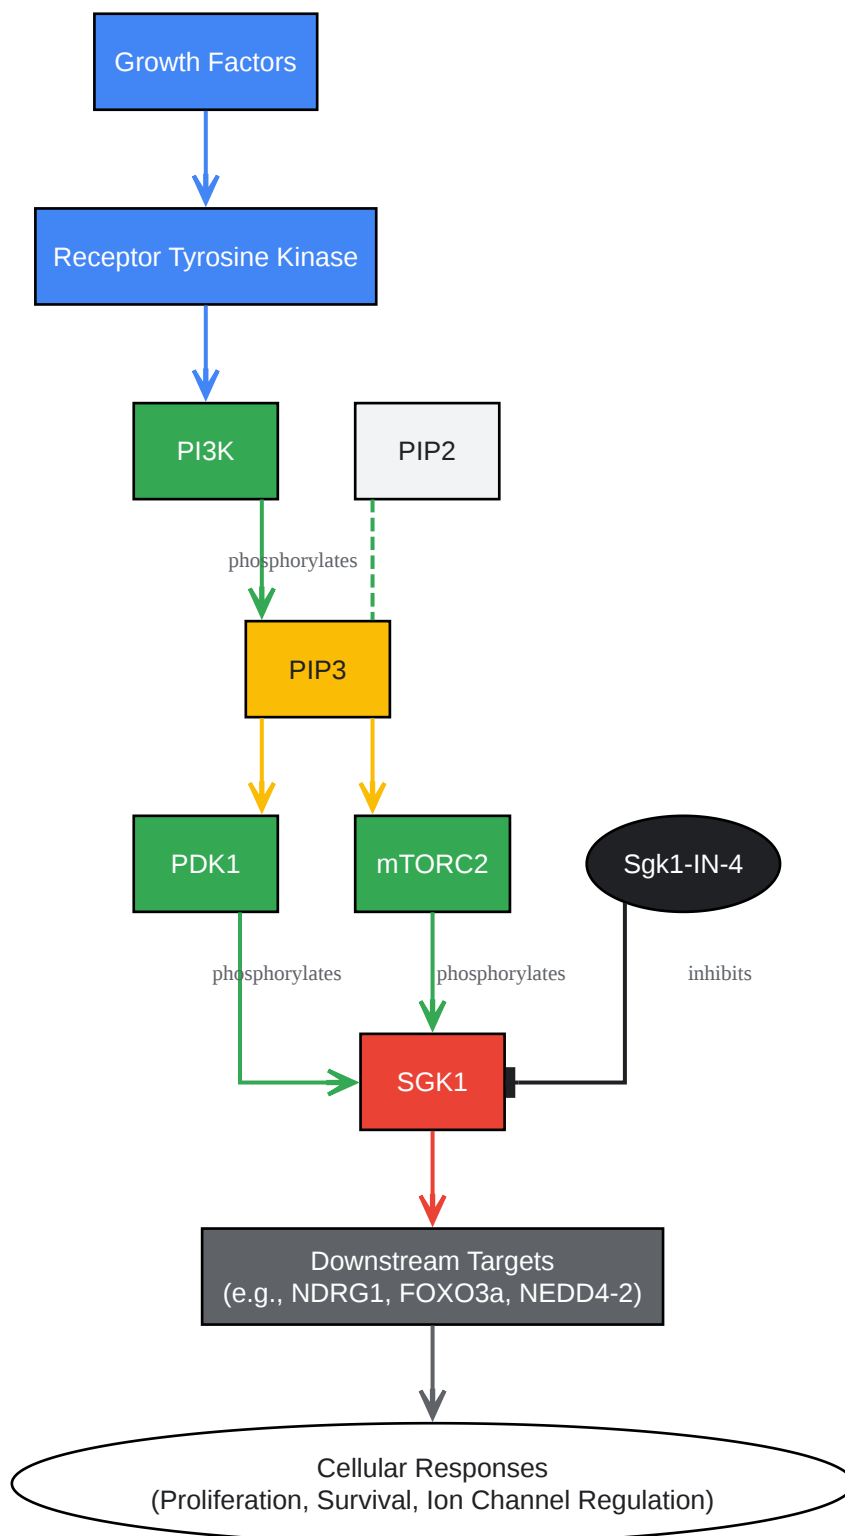 Growth Factors
Receptor Tyrosine Kinase
PI3K
PIP2
phosphorylates
PIP3
PDK1
mTORC2
Sgk1-IN-4
phosphorylates
phosphorylates
inhibits
SGK1
Downstream Targets
(e.g., NDRG1, FOXO3a, NEDD4-2)
Cellular Responses
(Proliferation, Survival, Ion Channel Regulation)